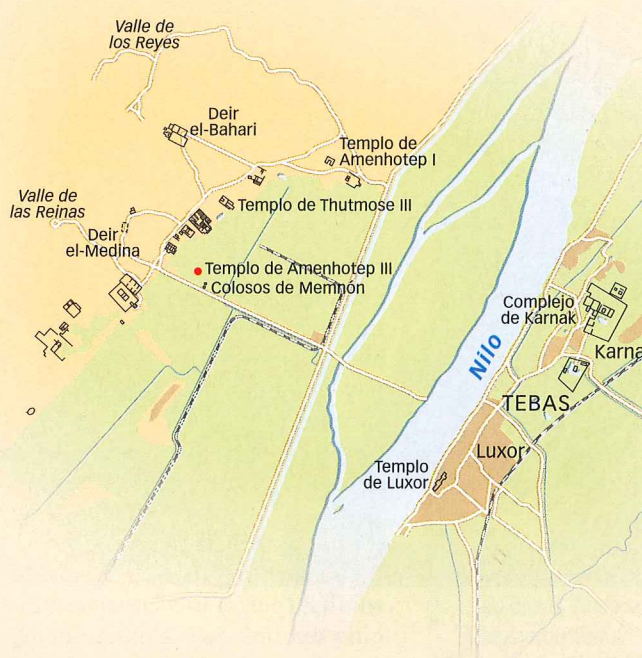 Valle de
los Reyes
Deir
el-Bahari
Templo de
Amenhotep I
Valle de
las Reinas
Templo de Thutmose III
Deir
el-Medina
Templo de Amenhotep III
Colosos de Memnón
Complejo
de Karnak
Nilo
Karna
TEBAS
Luxor
Templo
de Luxor